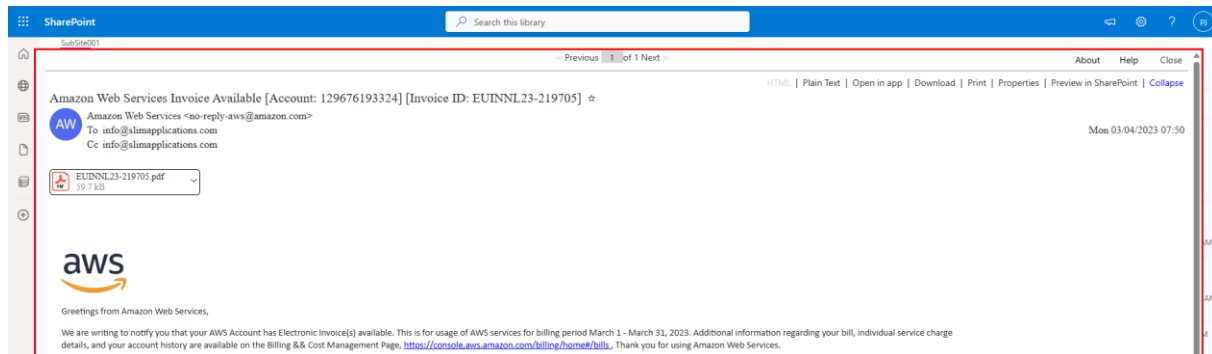 SharePoint
Search this library
PJ
SubSite001
Previous 1 of 1 Next
About Help Close
HTML | Plain Text | Open in app | Download | Print | Properties | Preview in SharePoint | Collapse
Amazon Web Services Invoice Available [Account: 129676193324] [Invoice ID: EUINNL23-219705]
AW
Amazon Web Services <no-reply-aws@amazon.com>
To info@slimapplications.com
Cc info@slimapplications.com
Mon 03/04/2023 07:50
EUINNL23-219705.pdf
59.7 kB
aws
Greetings from Amazon Web Services,
We are writing to notify you that your AWS Account has Electronic Invoice(s) available. This is for usage of AWS services for billing period March 1 - March 31, 2023. Additional information regarding your bill, individual service charge
details, and your account history are available on the Billing && Cost Management Page, https://console.aws.amazon.com/billing/home#/bills . Thank you for using Amazon Web Services.